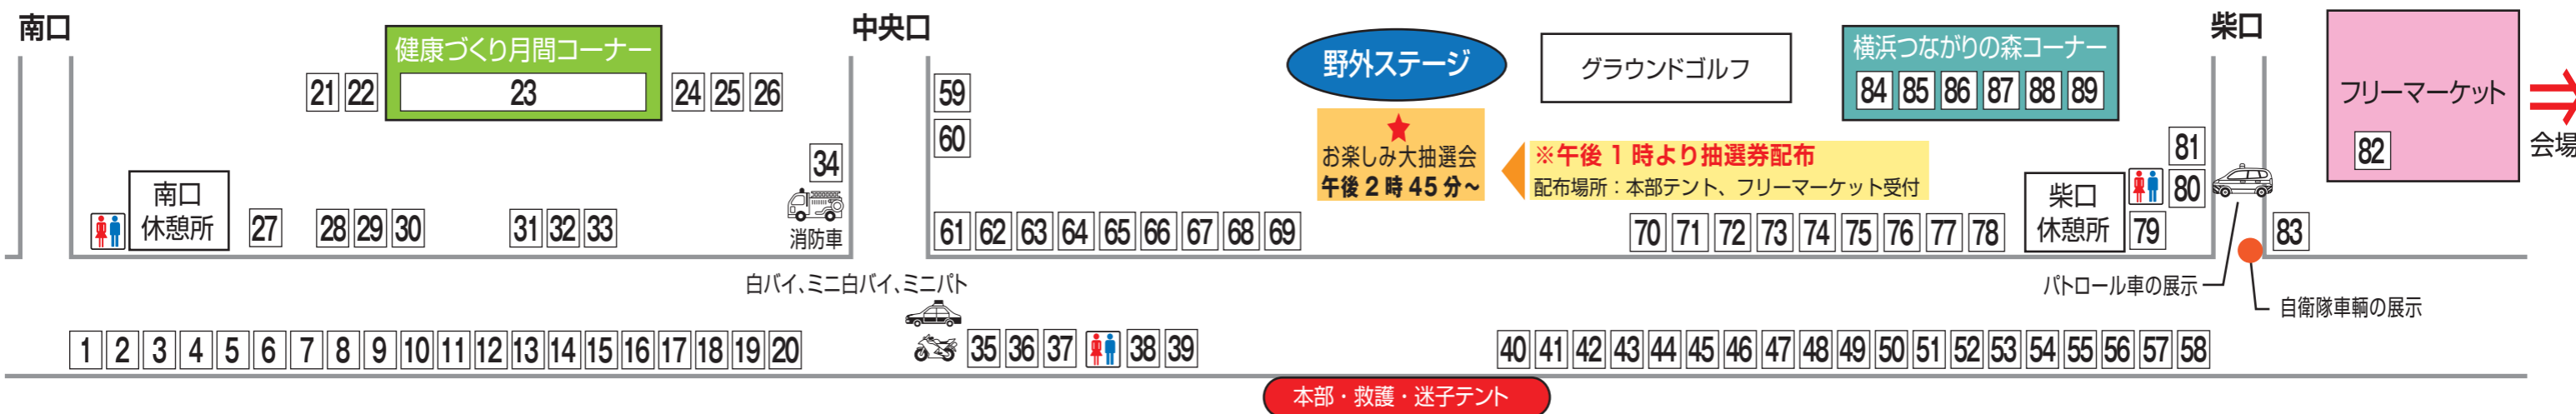 南口
中央口
柴口
健康づくり月間コーナー
21 22 23 24 25 26
野外ステージ
グラウンドゴルフ
横浜つながりの森コーナー
84 85 86 87 88 89
フリーマーケット
82
会場
59
60
★
お楽しみ大抽選会
午後2時45分~
※午後1時より抽選券配布
配布場所:本部テント、フリーマーケット受付
34
消防車
南口
休憩所
27 28 29 30 31 32 33
61 62 63 64 65 66 67 68 69
70 71 72 73 74 75 76 77 78
柴口
休憩所
81
80
79
83
白バイ、ミニ白バイ、ミニパト
パトロール車の展示
自衛隊車輌の展示
1 2 3 4 5 6 7 8 9 10 11 12 13 14 15 16 17 18 19 20
35 36 37 38 39
40 41 42 43 44 45 46 47 48 49 50 51 52 53 54 55 56 57 58
本部・救護・迷子テント